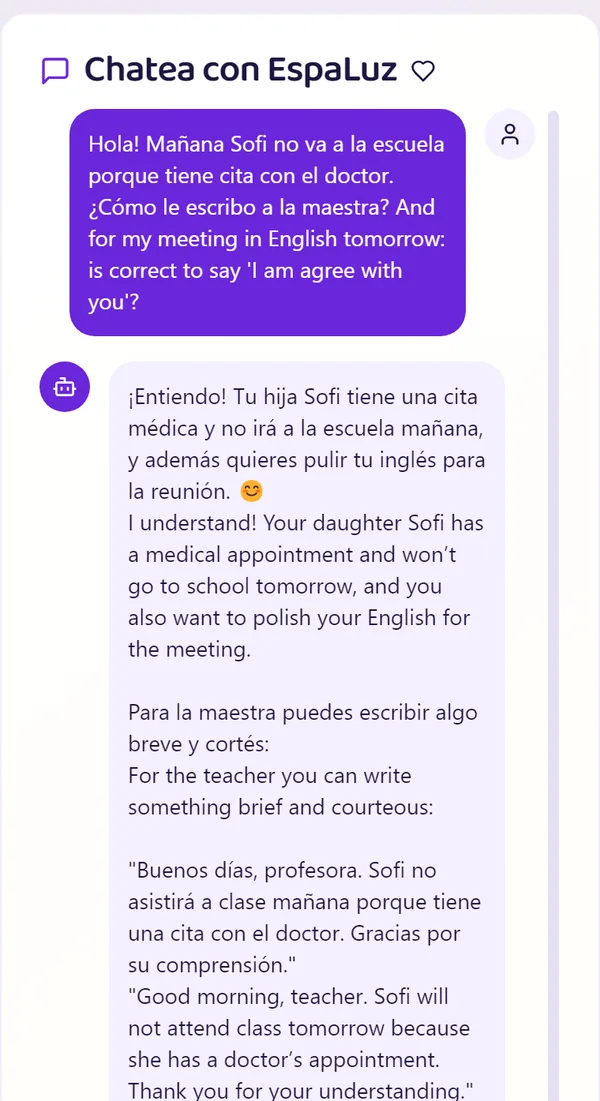 Chatea con EspaLuz
Hola! Mañana Sofi no va a la escuela
porque tiene cita con el doctor.
¿Cómo le escribo a la maestra? And
for my meeting in English tomorrow:
is correct to say 'I am agree with
you'?
¡Entiendo! Tu hija Sofi tiene una cita
médica y no irá a la escuela mañana,
y además quieres pulir tu inglés para
la reunión. 😊
I understand! Your daughter Sofi has
a medical appointment and won’t
go to school tomorrow, and you
also want to polish your English for
the meeting.
Para la maestra puedes escribir algo
breve y cortés:
For the teacher you can write
something brief and courteous:
"Buenos días, profesora. Sofi no
asistirá a clase mañana porque tiene
una cita con el doctor. Gracias por
su comprensión."
"Good morning, teacher. Sofi will
not attend class tomorrow because
she has a doctor’s appointment.
Thank you for your understanding."